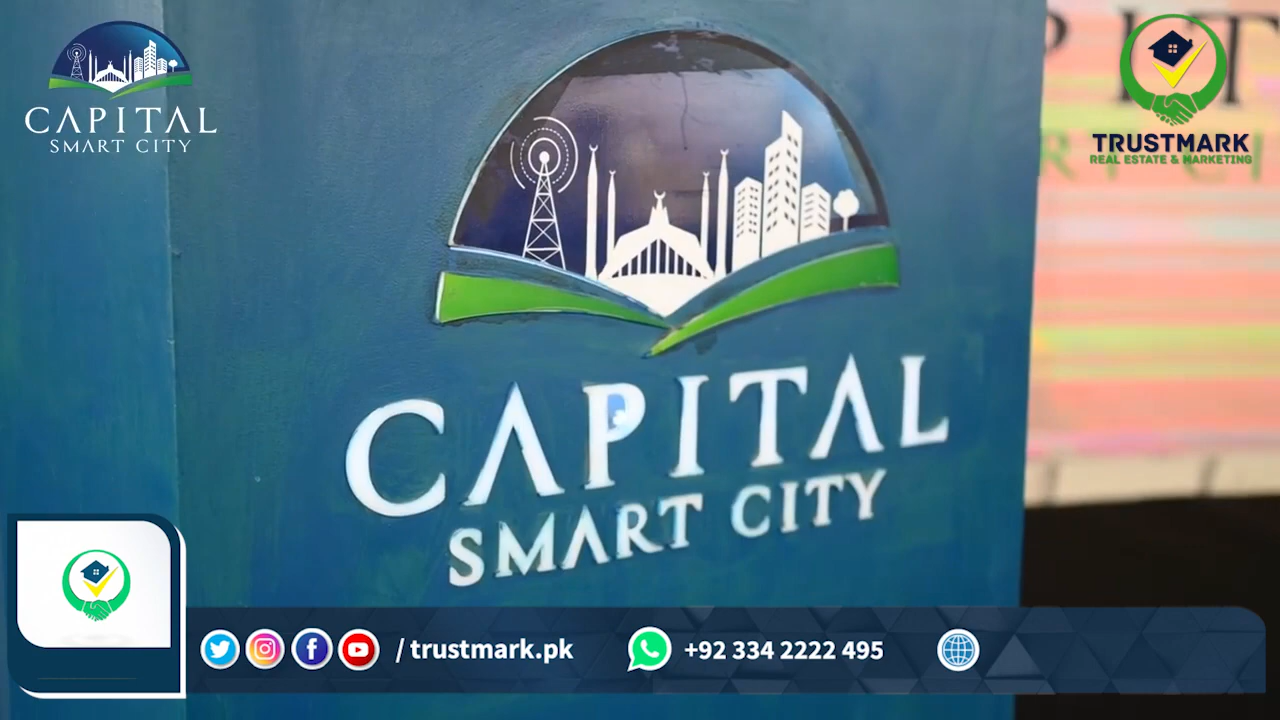 CAPITAL
SMART CITY
TRUSTMARK
REAL ESTATE & MARKETING
CAPITAL
SMART CITY
/trustmark.pk
+92 334 2222 495